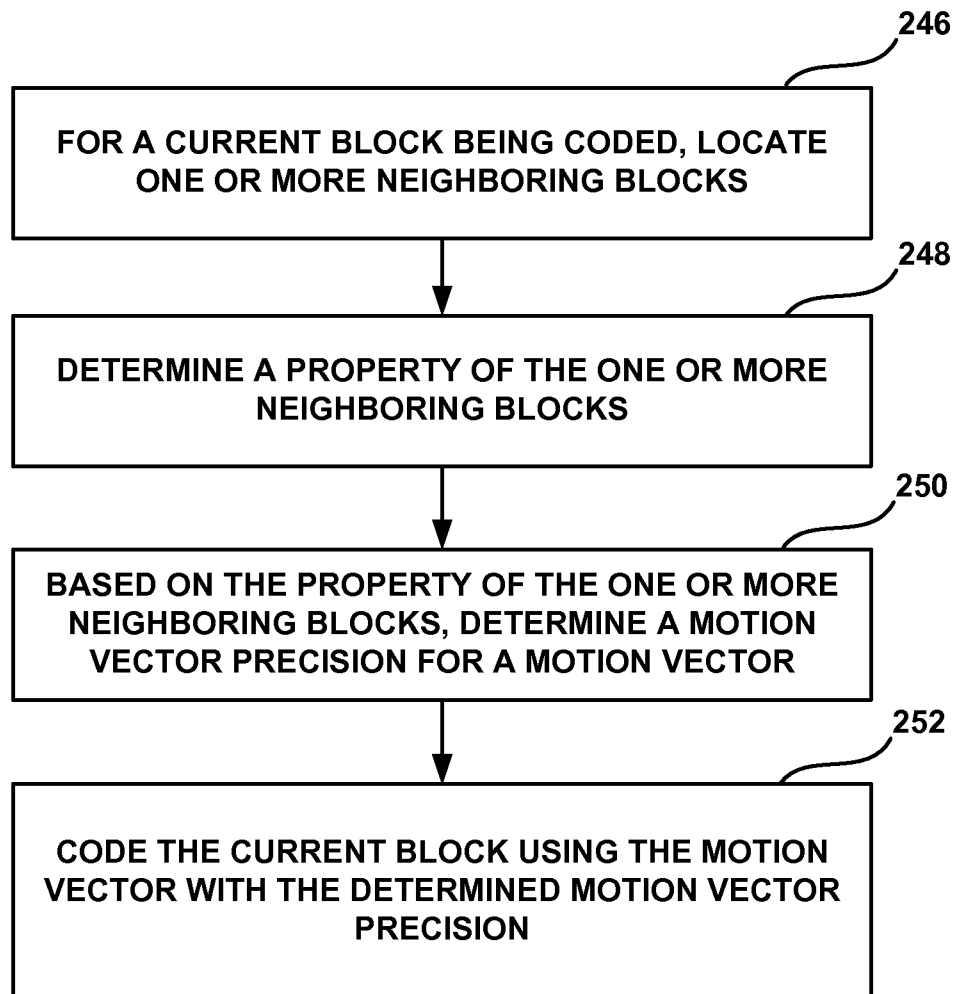 246
FOR A CURRENT BLOCK BEING CODED, LOCATE
ONE OR MORE NEIGHBORING BLOCKS
248
DETERMINE A PROPERTY OF THE ONE OR MORE
NEIGHBORING BLOCKS
250
BASED ON THE PROPERTY OF THE ONE OR MORE
NEIGHBORING BLOCKS, DETERMINE A MOTION
VECTOR PRECISION FOR A MOTION VECTOR
252
CODE THE CURRENT BLOCK USING THE MOTION
VECTOR WITH THE DETERMINED MOTION VECTOR
PRECISION